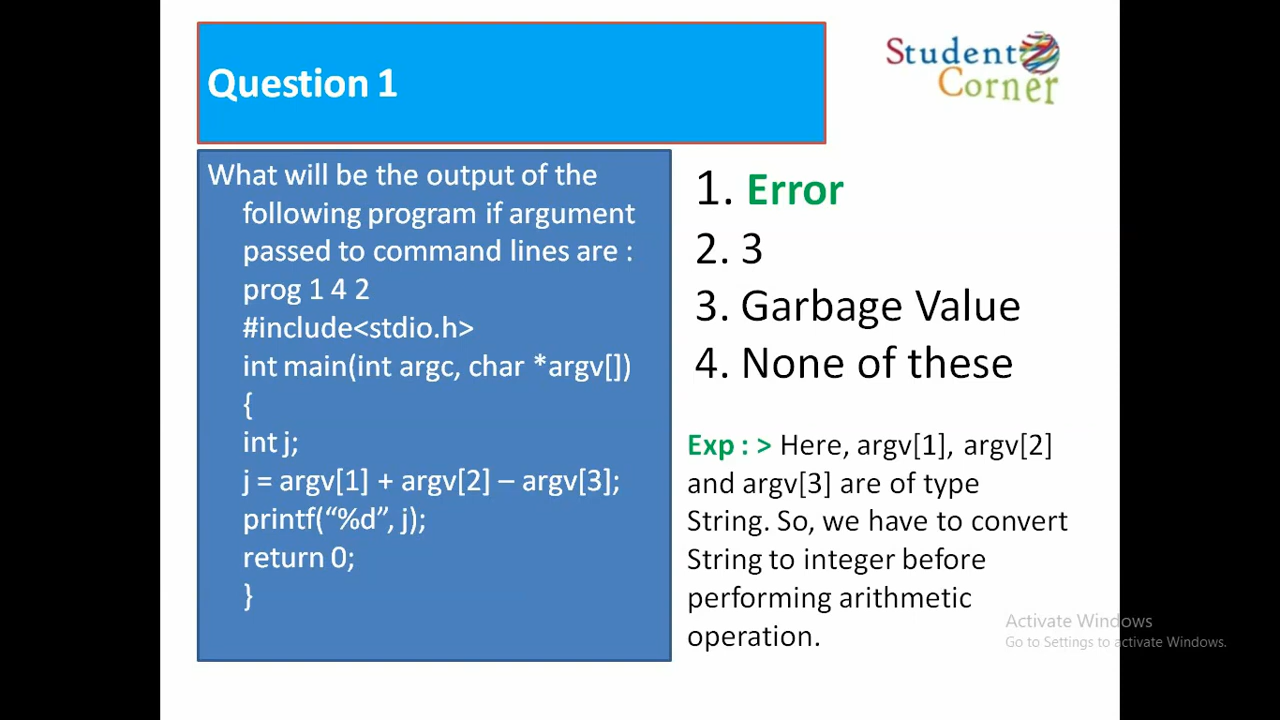 Question 1
Student
Corner
What will be the output of the
following program if argument
passed to command lines are :
prog 1 4 2
#include<stdio.h>
int main(int argc, char *argv[])
{
int j;
j = argv[1] + argv[2] – argv[3];
printf(“%d”, j);
return 0;
}
1. Error
2. 3
3. Garbage Value
4. None of these
Exp : > Here, argv[1], argv[2]
and argv[3] are of type
String. So, we have to convert
String to integer before
performing arithmetic
operation.
Activate Windows
Go to Settings to activate Windows.